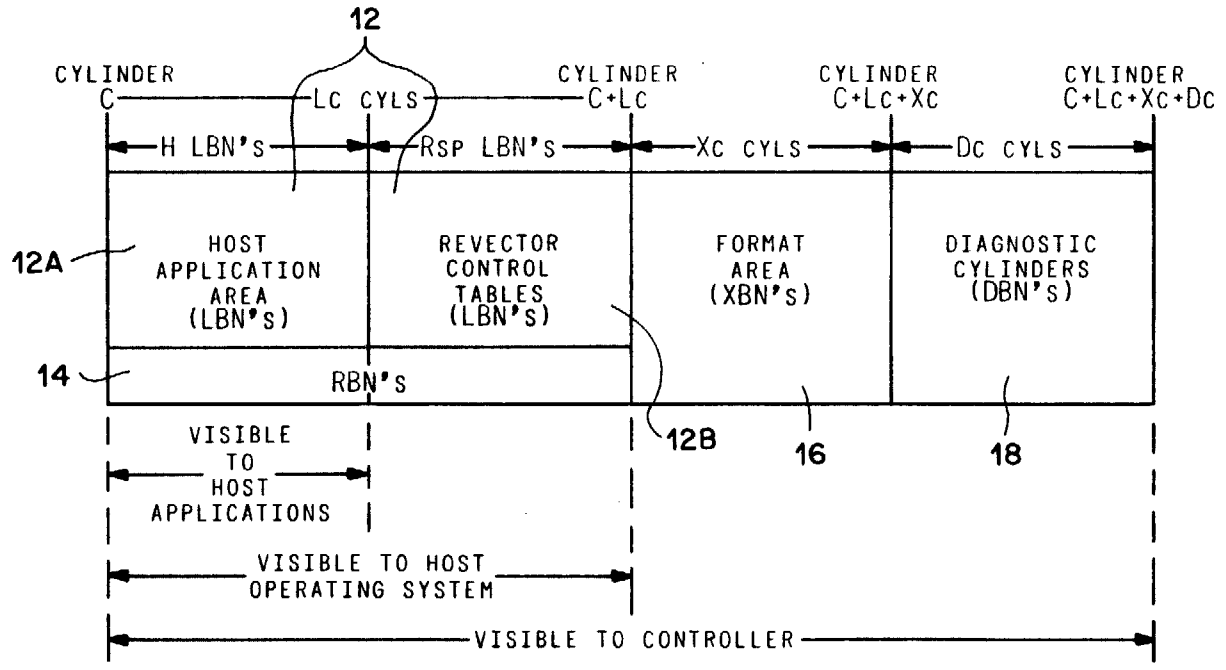 12
CYLINDER
C
Lc CYLS
CYLINDER
C+Lc
CYLINDER
C+Lc+Xc
CYLINDER
C+Lc+Xc+Dc
H LBN's
Rsp LBN's
Xc CYLS
Dc CYLS
12A
HOST
APPLICATION
AREA
(LBN's)
REVECTOR
CONTROL
TABLES
(LBN's)
FORMAT
AREA
(XBN's)
DIAGNOSTIC
CYLINDERS
(DBN's)
14
RBN's
12B
16
18
VISIBLE
TO
HOST
APPLICATIONS
VISIBLE TO HOST
OPERATING SYSTEM
VISIBLE TO CONTROLLER